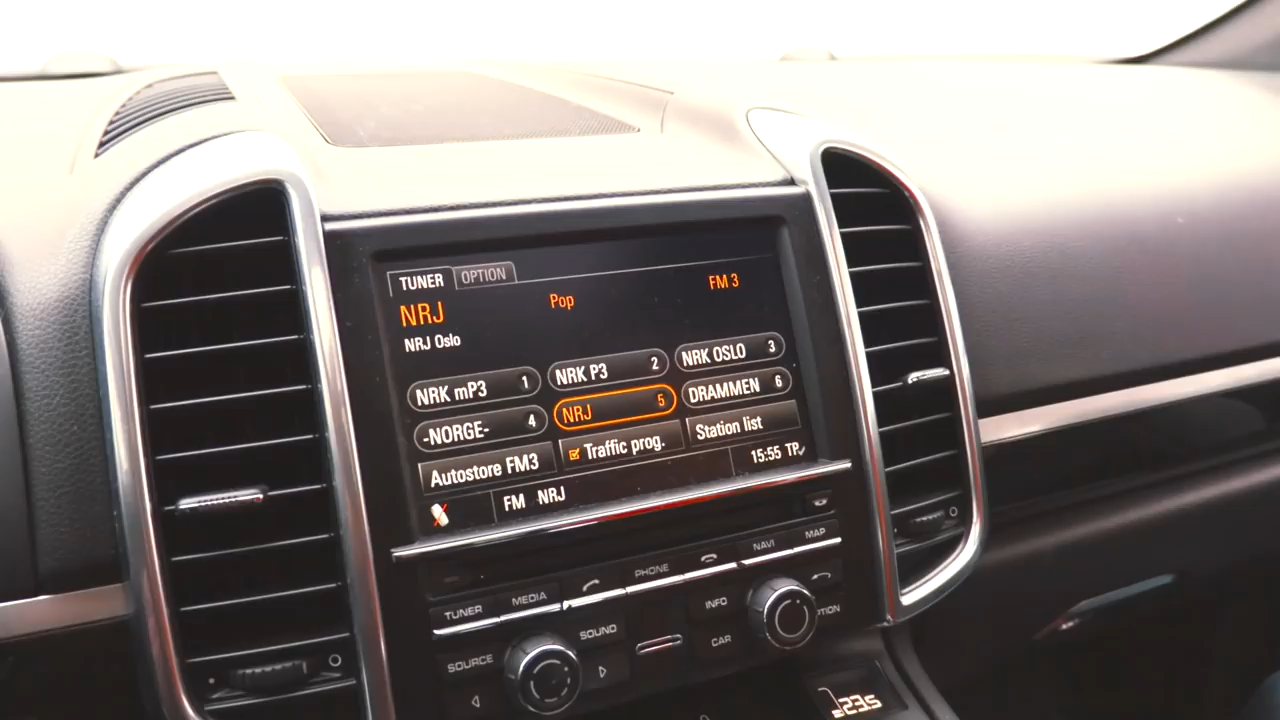 TUNER OPTION
NRJ Pop FM 3
NRJ Oslo
NRK mP3 1 NRK P3 2 NRK OSLO 3
-NORGE- 4 NRJ 5 DRAMMEN 6
Autostore FM3 Traffic prog. Station list
FM NRJ 15:55 TP
TUNER MEDIA PHONE NAVI MAP
SOURCE SOUND INFO CAR OPTION
23.5